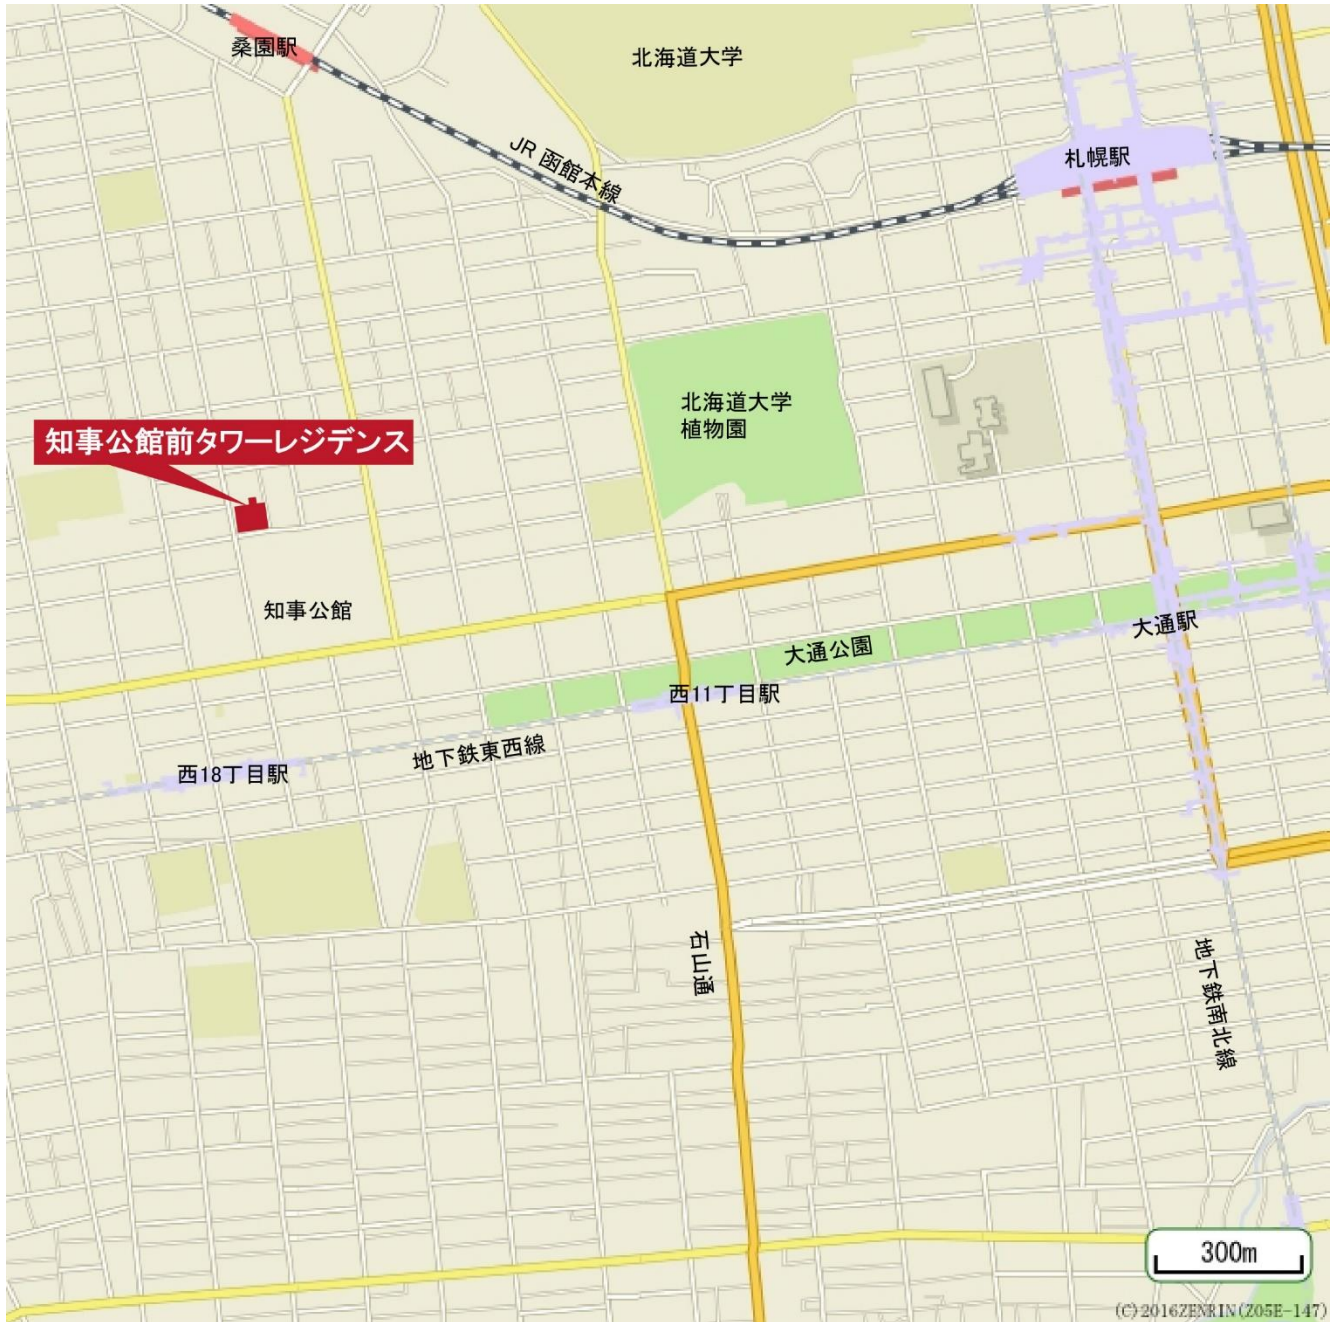 桑園駅
北海道大学
JR 函館本線
札幌駅
北海道大学
植物園
知事公館前タワーレジデンス
知事公館
大通駅
大通公園
西11丁目駅
地下鉄東西線
西18丁目駅
石山通
地下鉄南北線
300m
(C)2016ZENRIN(Z05E-147)